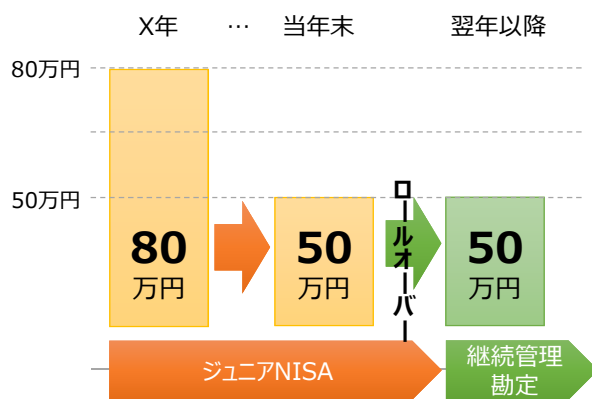 X年 … 当年末 翌年以降
80万円
50万円
80
万円
50
万円
ロールオーバー
50
万円
ジュニアNISA
継続管理
勘定